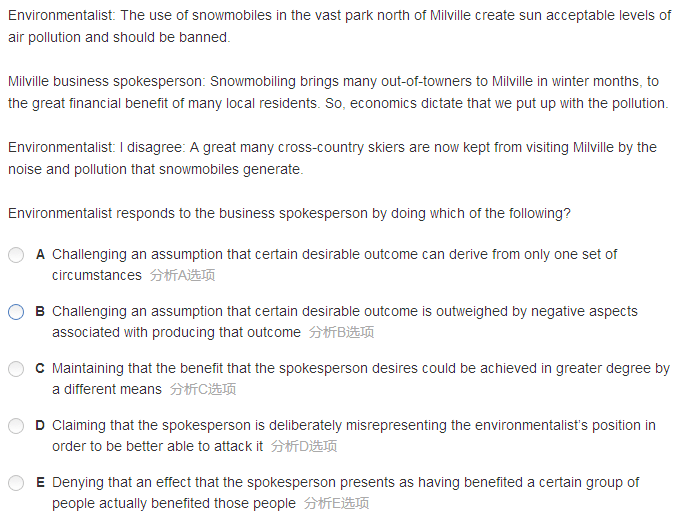 Environmentalist: The use of snowmobiles in the vast park north of Milville create sun acceptable levels of
air pollution and should be banned.
Milville business spokesperson: Snowmobiling brings many out-of-towners to Milville in winter months, to
the great financial benefit of many local residents. So, economics dictate that we put up with the pollution.
Environmentalist: I disagree: A great many cross-country skiers are now kept from visiting Milville by the
noise and pollution that snowmobiles generate.
Environmentalist responds to the business spokesperson by doing which of the following?
A Challenging an assumption that certain desirable outcome can derive from only one set of
circumstances 分析A选项
B Challenging an assumption that certain desirable outcome is outweighed by negative aspects
associated with producing that outcome 分析B选项
C Maintaining that the benefit that the spokesperson desires could be achieved in greater degree by
a different means 分析C选项
D Claiming that the spokesperson is deliberately misrepresenting the environmentalist's position in
order to be better able to attack it 分析D选项
E Denying that an effect that the spokesperson presents as having benefited a certain group of
people actually benefited those people 分析E选项